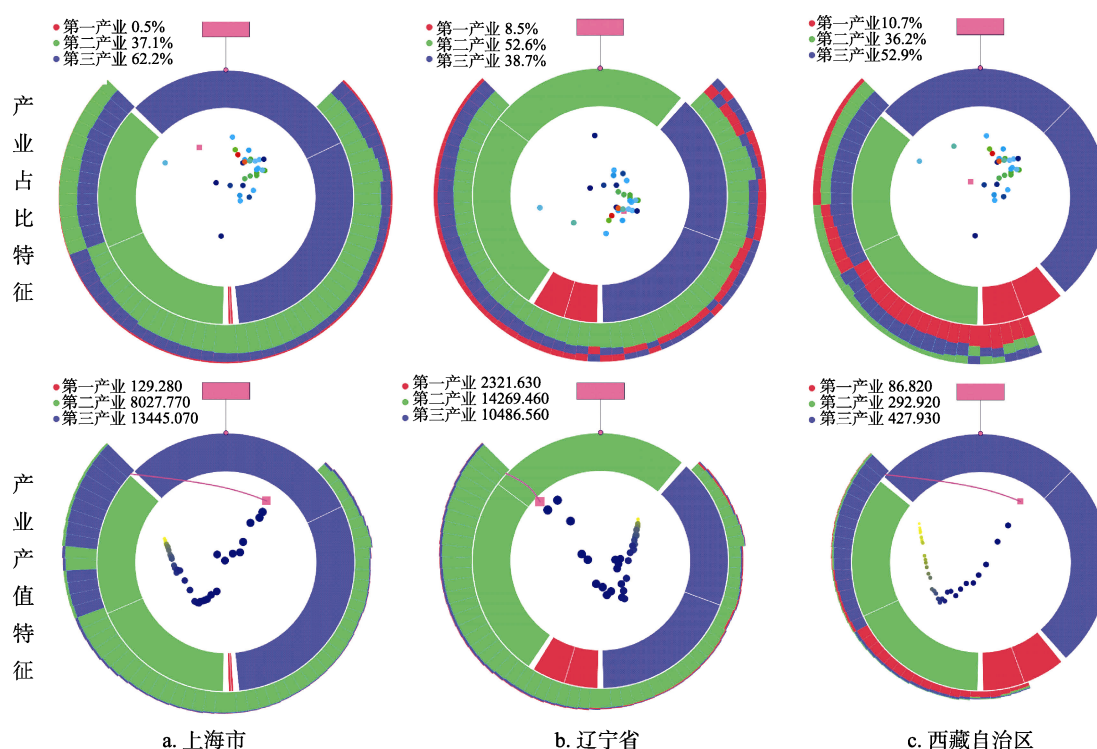 第一产业 0.5%
第二产业 37.1%
第三产业 62.2%
第一产业 8.5%
第二产业 52.6%
第三产业 38.7%
第一产业10.7%
第二产业 36.2%
第三产业52.9%
产业占比特征
第一产业 129.280
第二产业 8027.770
第三产业 13445.070
第一产业 2321.630
第二产业 14269.460
第三产业 10486.560
第一产业 86.820
第二产业 292.920
第三产业 427.930
产业产值特征
a. 上海市
b. 辽宁省
c. 西藏自治区